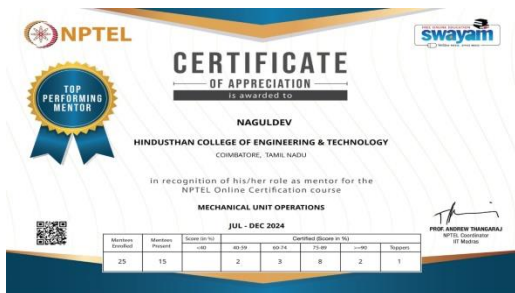 NPTEL
swayam
CERTIFICATE
OF APPRECIATION
is awarded to
TOP
PERFORMING
MENTOR
NAGULDEV
HINDUSTHAN COLLEGE OF ENGINEERING & TECHNOLOGY
COIMBATORE, TAMIL NADU
in recognition of his/her role as mentor for the
NPTEL Online Certification course
MECHANICAL UNIT OPERATIONS
JUL - DEC 2024
PROF. ANDREW THANGARAJ
NPTEL Coordinator
IIT Madras
Mentees Enrolled Mentees Present Score (in %) Certified (Score in %)
<40 40-59 60-74 75-89 >=90 Toppers
25 15 2 3 8 2 1